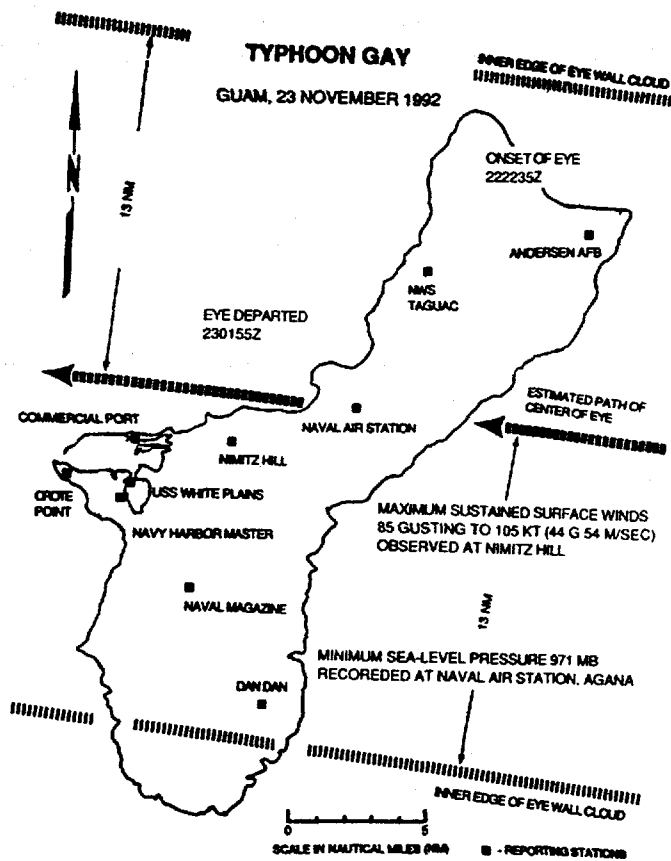 TYPHOON GAY
GUAM, 23 NOVEMBER 1992
INNER EDGE OF EYE WALL CLOUD
N
13 NM
ONSET OF EYE
222235Z
ANDERSEN AFB
NWS
TAGUAC
EYE DEPARTED
230155Z
ESTIMATED PATH OF
CENTER OF EYE
NAVAL AIR STATION
COMMERCIAL PORT
NIMITZ HILL
OROTE
POINT
USS WHITE PLAINS
NAVY HARBOR MASTER
MAXIMUM SUSTAINED SURFACE WINDS
85 GUSTING TO 105 KT (44 G 54 M/SEC)
OBSERVED AT NIMITZ HILL
NAVAL MAGAZINE
13 NM
MINIMUM SEA-LEVEL PRESSURE 971 MB
RECOREDED AT NAVAL AIR STATION, AGANA
DAN DAN
INNER EDGE OF EYE WALL CLOUD
0 5
SCALE IN NAUTICAL MILES (NM)
- REPORTING STATIONS